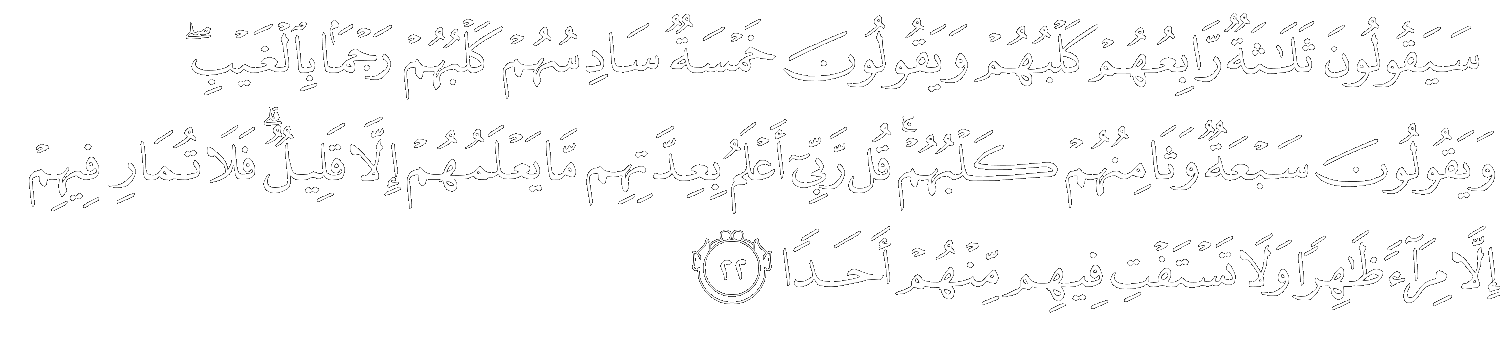 سَيَقُولُونَ ثَلَٰثَةٌ رَّابِعُهُمْ كَلْبُهُمْ وَيَقُولُونَ خَمْسَةٌ سَادِسُهُمْ كَلْبُهُمْ رَجْمًۢا بِٱلْغَيْبِ ۖ
وَيَقُولُونَ سَبْعَةٌ وَثَامِنُهُمْ كَلْبُهُمْ ۚ قُل رَّبِّىٓ أَعْلَمُ بِعِدَّتِهِم مَّا يَعْلَمُهُمْ إِلَّا قَلِيلٌ ۗ فَلَا تُمَارِ فِيهِمْ
إِلَّا مِرَآءً ظَٰهِرًا وَلَا تَسْتَفْتِ فِيهِم مِّنْهُمْ أَحَدًا ٢٢